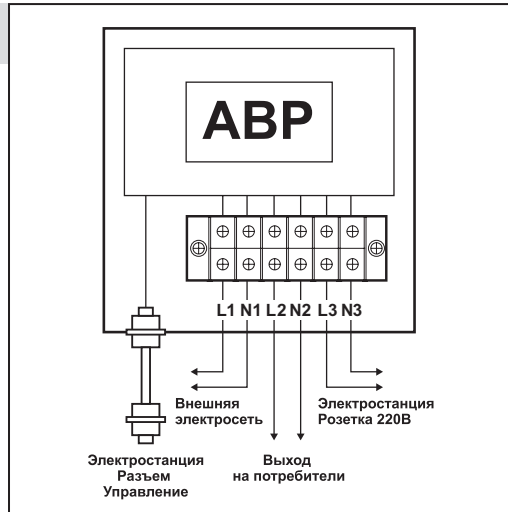 АВР
L1 N1 L2 N2 L3 N3
Внешняя
электросеть
Электростанция
Розетка 220В
Электростанция
Разъем
Управление
Выход
на потребители